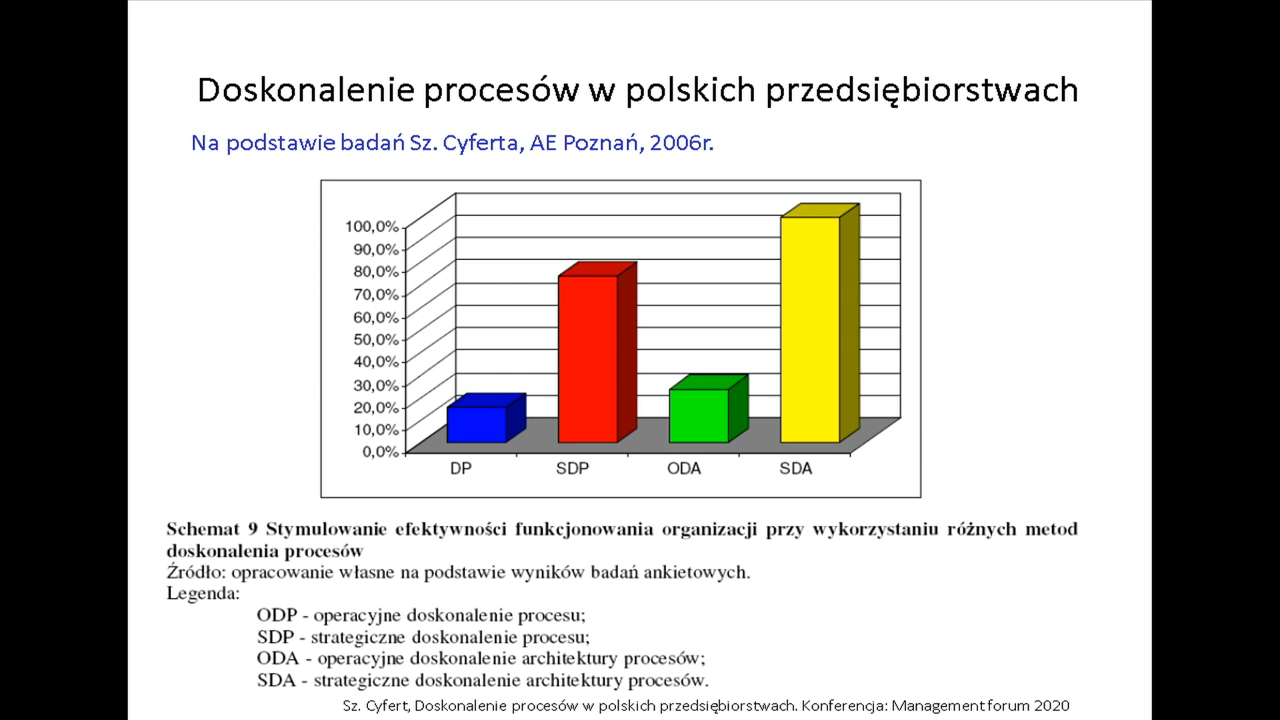 Doskonalenie procesów w polskich przedsiębiorstwach
Na podstawie badań Sz. Cyferta, AE Poznań, 2006r.
100,0%
90,0%
80,0%
70,0%
60,0%
50,0%
40,0%
30,0%
20,0%
10,0%
0,0%
DP SDP ODA SDA
Schemat 9 Stymulowanie efektywności funkcjonowania organizacji przy wykorzystaniu różnych metod
doskonalenia procesów
Źródło: opracowanie własne na podstawie wyników badań ankietowych.
Legenda:
ODP - operacyjne doskonalenie procesu;
SDP - strategiczne doskonalenie procesu;
ODA - operacyjne doskonalenie architektury procesów;
SDA - strategiczne doskonalenie architektury procesów.
Sz. Cyfert, Doskonalenie procesów w polskich przedsiębiorstwach. Konferencja: Management forum 2020